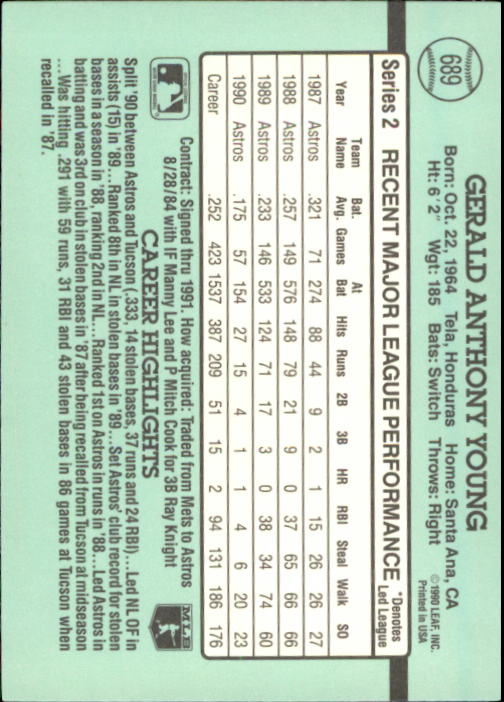 689
GERALD ANTHONY YOUNG
Born: Oct. 22, 1964 Tela, Honduras Home: Santa Ana, CA
Ht: 6' 2" Wgt: 185 Bats: Switch Throws: Right
© 1990 LEAF, INC.
Printed in USA
Series 2 RECENT MAJOR LEAGUE PERFORMANCE *Denotes Led League
Year Team Name Bat. Avg. Games At Bat Hits Runs 2B 3B HR RBI Steal Walk SO
1987 Astros .321 71 274 88 44 9 2 1 15 26 26 27
1988 Astros .257 149 576 148 79 21 9 0 37 65 66 66
1989 Astros .233 146 533 124 71 17 3 0 38 34 74 60
1990 Astros .175 57 154 27 15 4 1 1 4 6 20 23
Career .252 423 1537 387 209 51 15 2 94 131 186 176
Contract: Signed thru 1991. How acquired: Traded from Mets to Astros
8/28/84 with IF Manny Lee and P Mitch Cook for 3B Ray Knight
CAREER HIGHLIGHTS
MLB
Split '90 between Astros and Tucson (.333, 14 stolen bases, 37 runs and 24 RBI)....Led NL OF in
assists (15) in '89....Ranked 8th in NL in stolen bases in '89....Set Astros' club record for stolen
bases in a season in '88, ranking 2nd in NL....Ranked 1st on Astros in runs in '88....Led Astros in
batting and was 3rd on club in stolen bases in '87 after being recalled from Tucson at midseason
....Was hitting .291 with 59 runs, 31 RBI and 43 stolen bases in 86 games at Tucson when
recalled in '87.